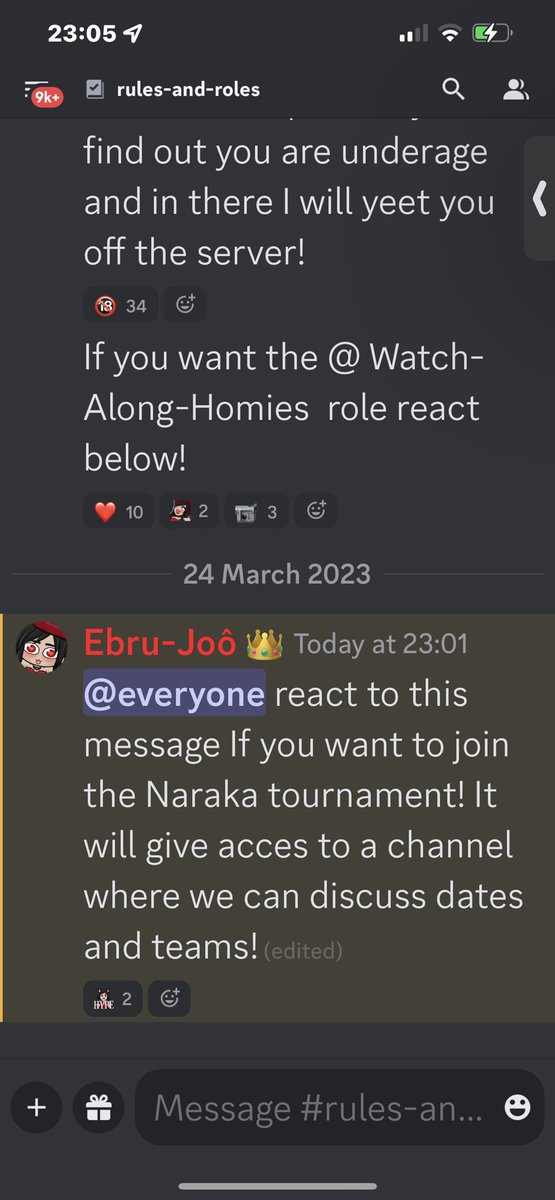 23:05
9k+
rules-and-roles
find out you are underage
and in there I will yeet you
off the server!
18 34
If you want the @ Watch-
Along-Homies role react
below!
10 2 3
24 March 2023
Ebru-Joô Today at 23:01
@everyone react to this
message If you want to join
the Naraka tournament! It
will give acces to a channel
where we can discuss dates
and teams! (edited)
HYPE 2
Message #rules-an...